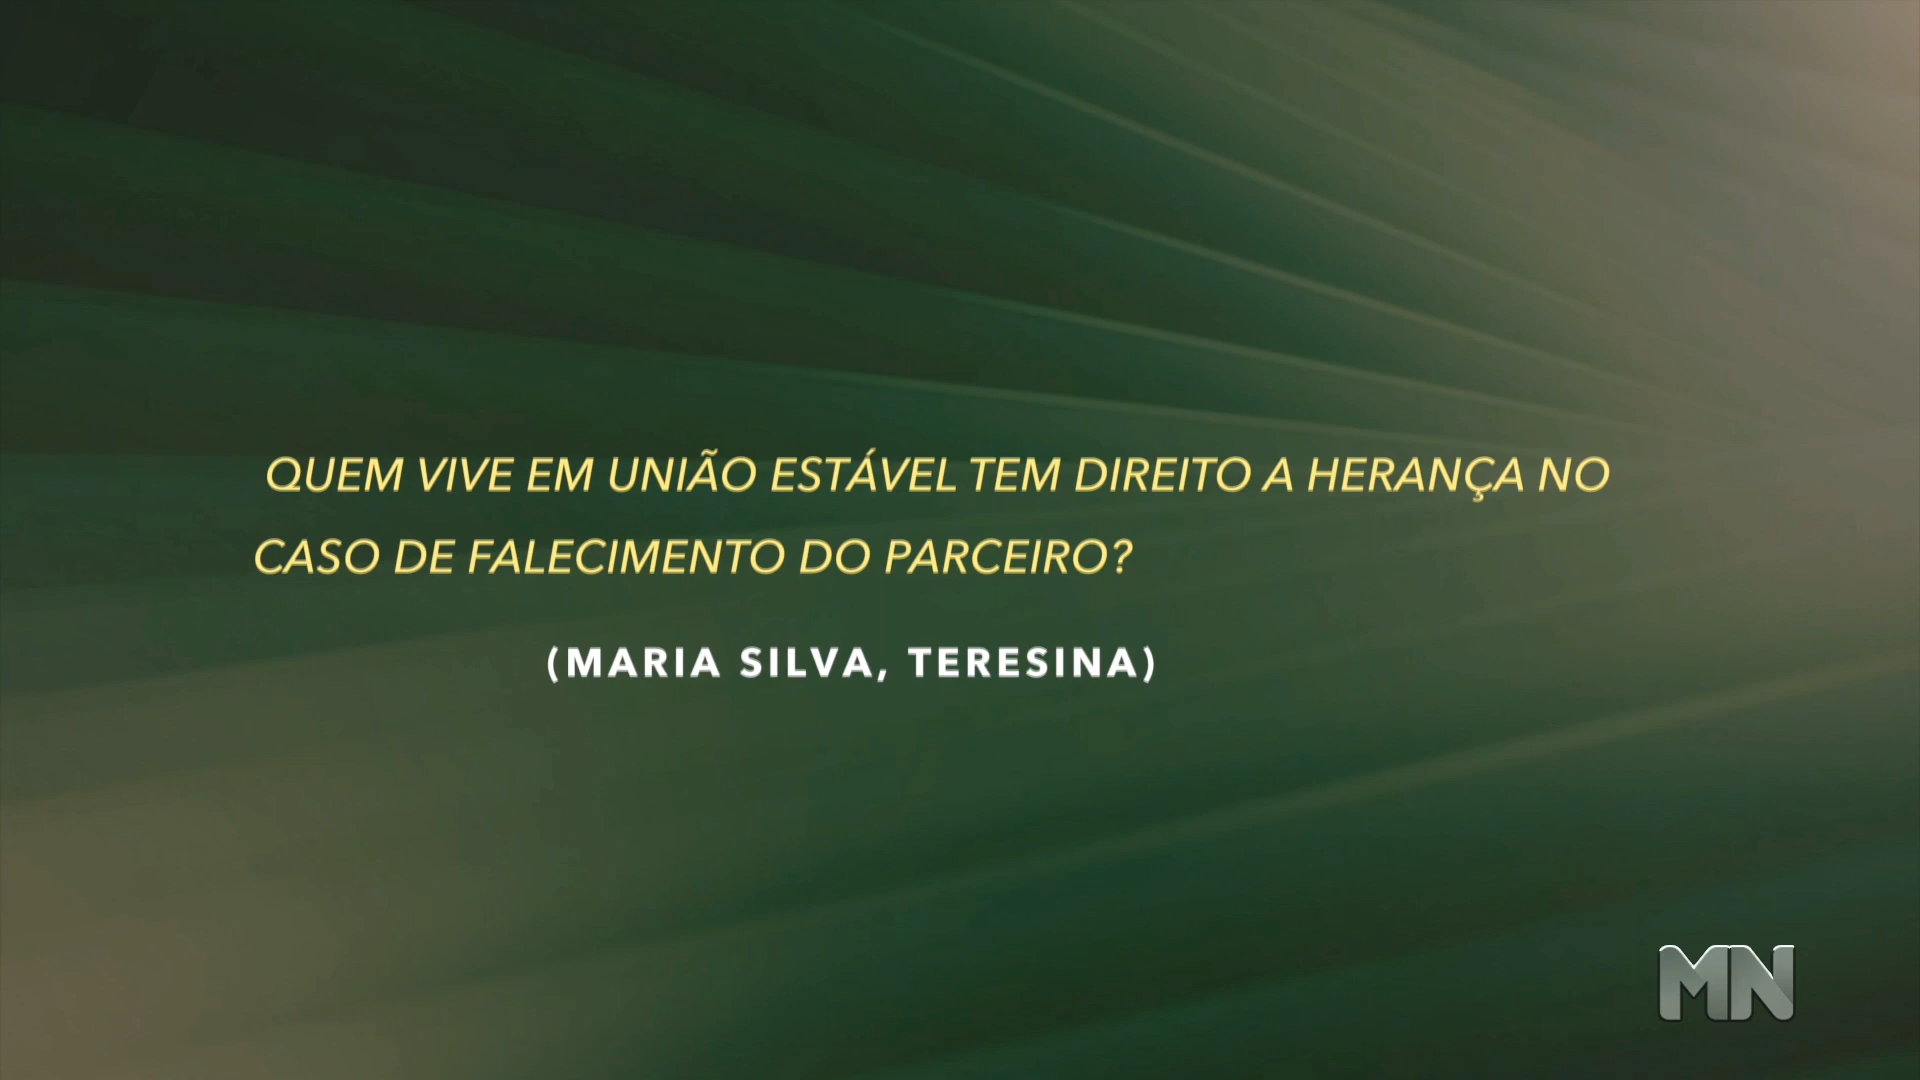 QUEM VIVE EM UNIÃO ESTÁVEL TEM DIREITO A HERANÇA NO
CASO DE FALECIMENTO DO PARCEIRO?
(MARIA SILVA, TERESINA)
MN